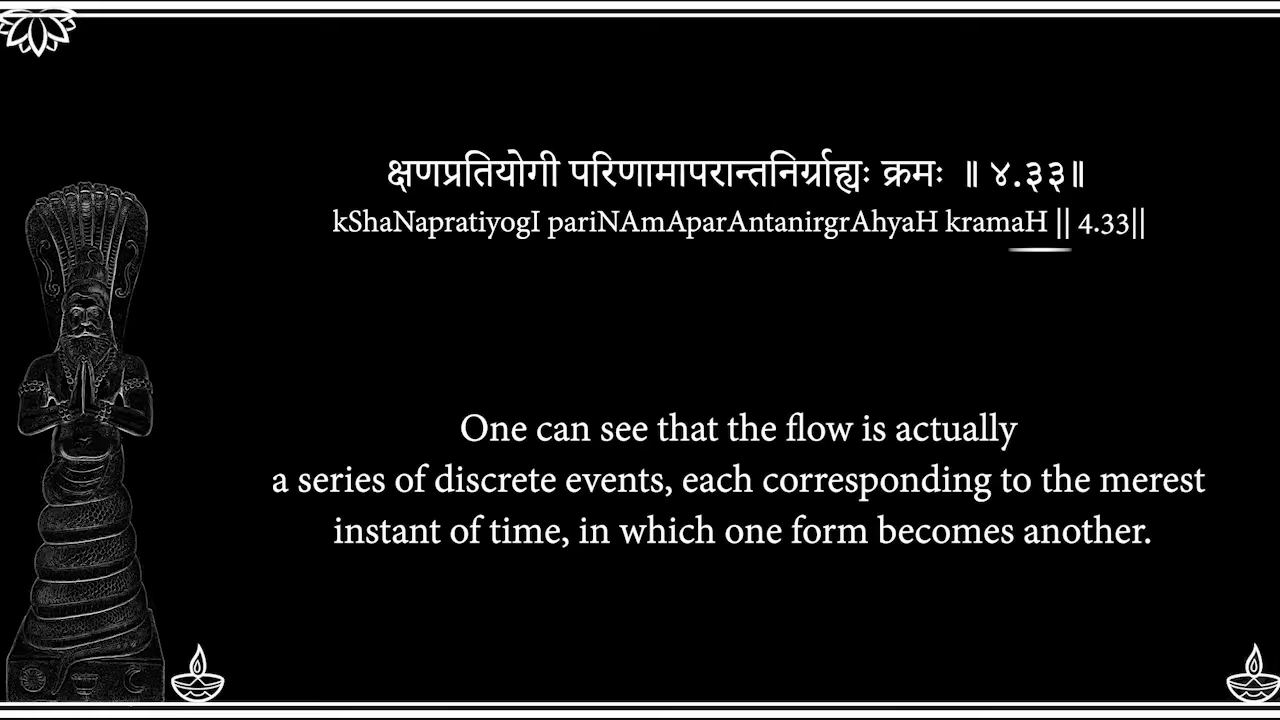 क्षणप्रतियोगी परिणामापरान्तनिर्ग्राह्यः क्रमः ॥ ४.३३॥
kShaNapratiyogI pariNAmAparAntanirgrAhyaH kramaH || 4.33||
One can see that the flow is actually
a series of discrete events, each corresponding to the merest
instant of time, in which one form becomes another.